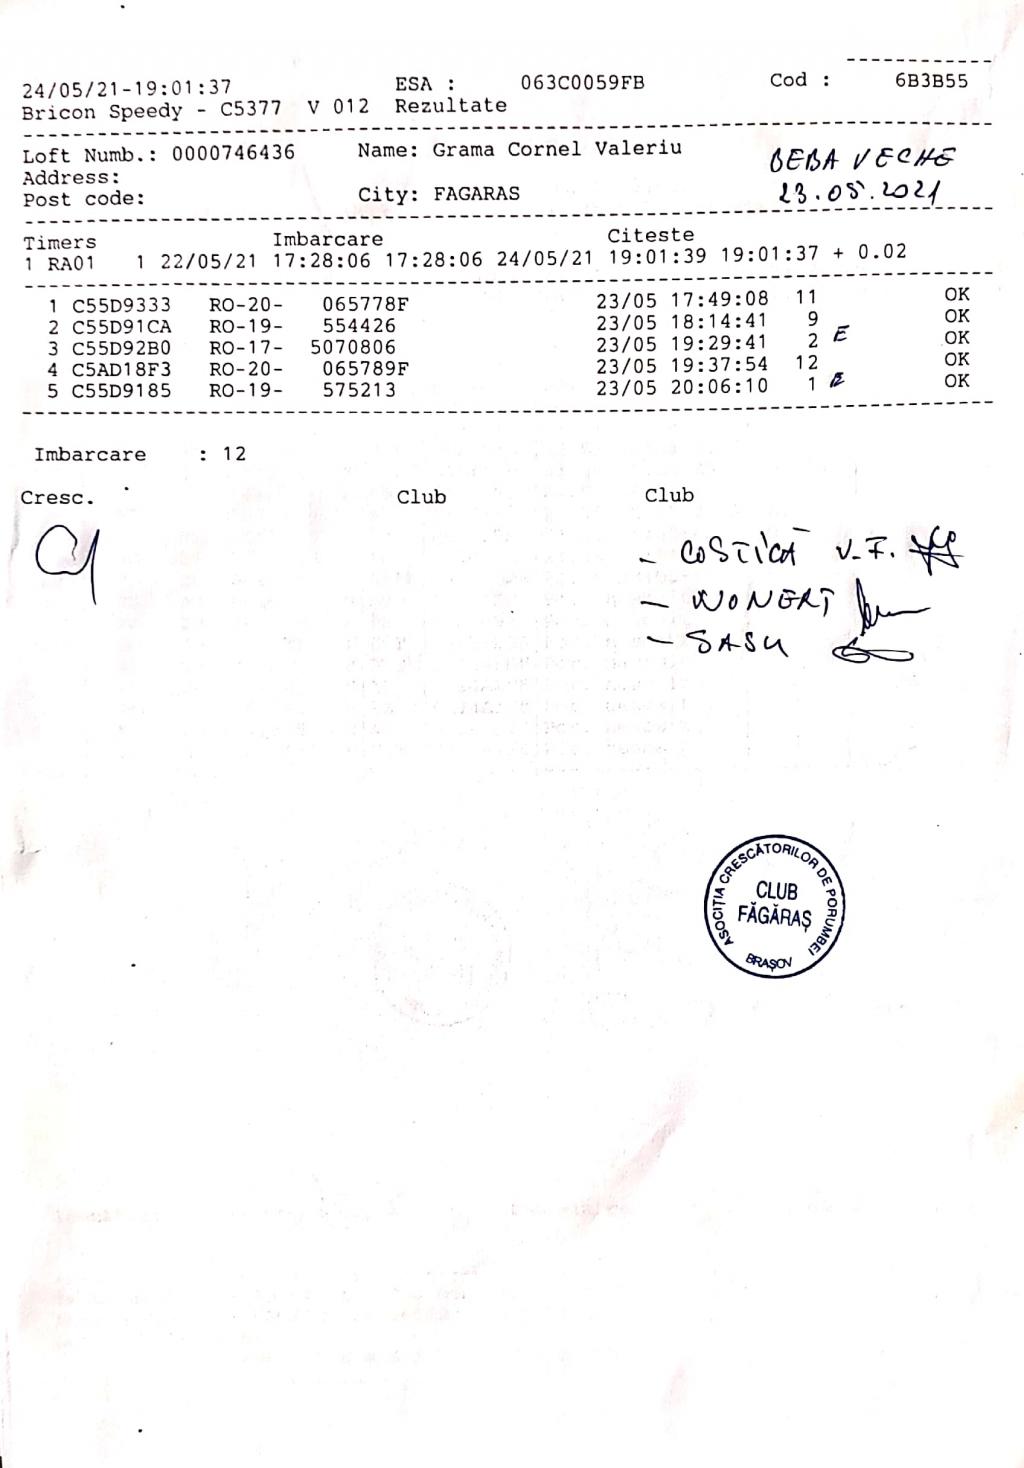 24/05/21-19:01:37 ESA : 063C0059FB Cod : 6B3B55
Bricon Speedy - C5377 V 012 Rezultate
Loft Numb.: 0000746436 Name: Grama Cornel Valeriu BEBA VECHE
Address:
Post code: City: FAGARAS 23.05.2021
Timers Imbarcare Citeste
1 RA01 1 22/05/21 17:28:06 17:28:06 24/05/21 19:01:39 19:01:37 + 0.02
1 C55D9333 RO-20- 065778F 23/05 17:49:08 11 OK
2 C55D91CA RO-19- 554426 23/05 18:14:41 9 OK
3 C55D92B0 RO-17- 5070806 23/05 19:29:41 2 E OK
4 C5AD18F3 RO-20- 065789F 23/05 19:37:54 12 OK
5 C55D9185 RO-19- 575213 23/05 20:06:10 1 E OK
Imbarcare : 12
Cresc. Club Club
- COSTICĂ V.F.
- WONERT
- SASU
ASOCIȚIA CRESCĂTORILOR DE PORUMBEI
CLUB
FĂGĂRAȘ
BRAȘOV